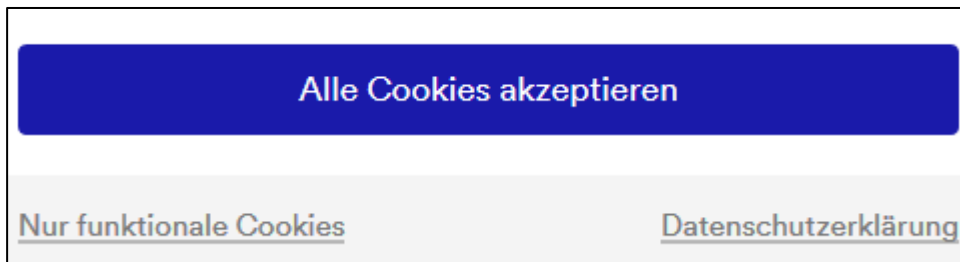 Alle Cookies akzeptieren
Nur funktionale Cookies Datenschutzerklärung